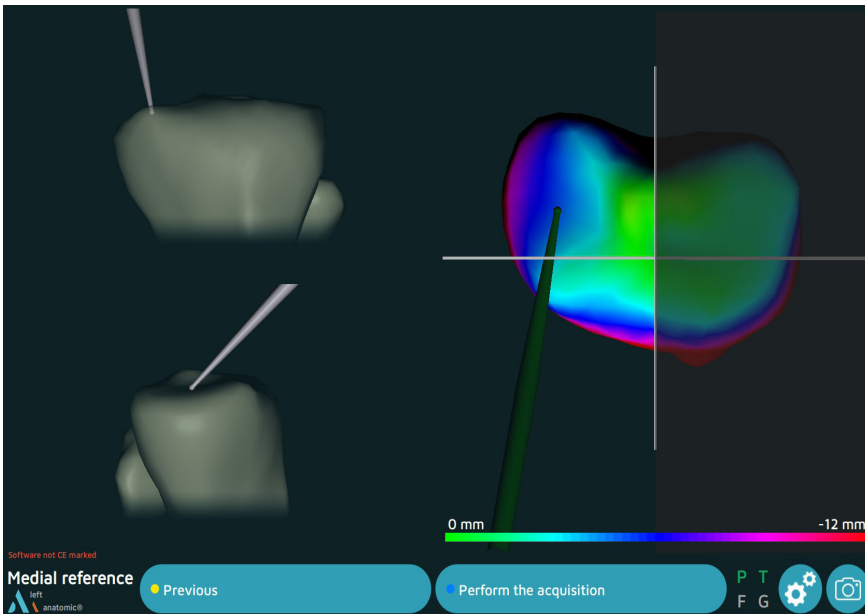 0 mm
-12 mm
Software not CE marked
Medial reference
left
anatomic®
Previous
Perform the acquisition
P T
F G